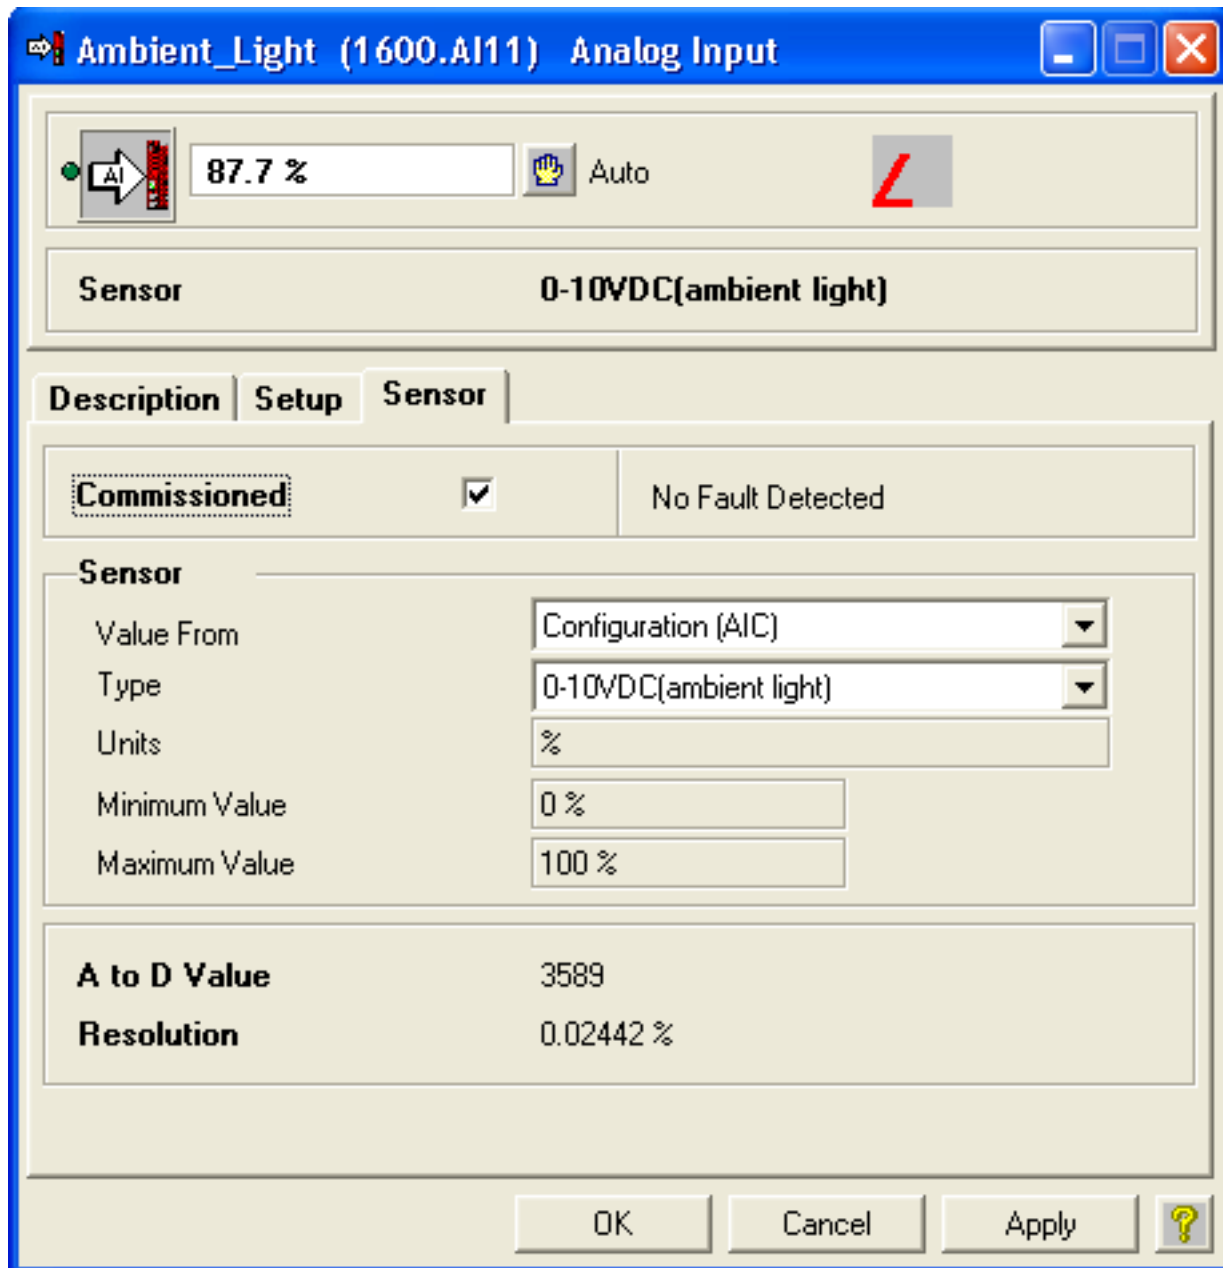 Ambient_Light (1600.AI11) Analog Input
AI 87.7 % Auto
Sensor 0-10VDC(ambient light)
Description Setup Sensor
Commissioned No Fault Detected
Sensor
Value From Configuration (AIC)
Type 0-10VDC(ambient light)
Units %
Minimum Value 0 %
Maximum Value 100 %
A to D Value 3589
Resolution 0.02442 %
OK Cancel Apply ?